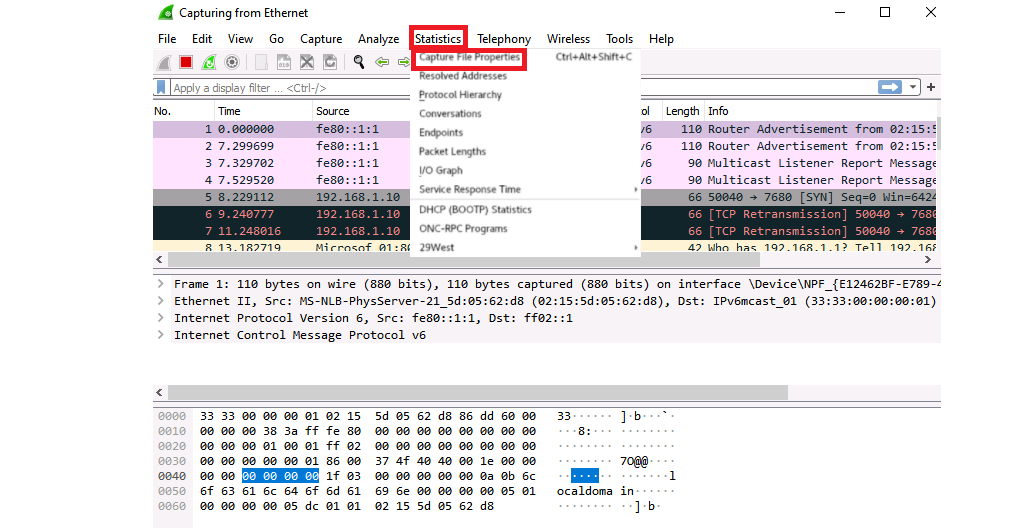 Capturing from Ethernet
File Edit View Go Capture Analyze Statistics Telephony Wireless Tools Help
Capture File Properties Ctrl+Alt+Shift+C
Resolved Addresses
Protocol Hierarchy
Conversations
Endpoints
Packet Lengths
I/O Graph
Service Response Time
DHCP (BOOTP) Statistics
ONC-RPC Programs
29West
Apply a display filter ... <Ctrl-/>
No. Time Source ol Length Info
1 0.000000 fe80::1:1 v6 110 Router Advertisement from 02:15:5
2 7.299699 fe80::1:1 v6 110 Router Advertisement from 02:15:5
3 7.329702 fe80::1:1 v6 90 Multicast Listener Report Message
4 7.529520 fe80::1:1 v6 90 Multicast Listener Report Message
5 8.229112 192.168.1.10 66 50040 → 7680 [SYN] Seq=0 Win=6424
6 9.240777 192.168.1.10 66 [TCP Retransmission] 50040 → 7680
7 11.248016 192.168.1.10 66 [TCP Retransmission] 50040 → 7680
8 13.182719 Microsof 01:80 42 Who has 192.168.1.1? Tell 192.168
Frame 1: 110 bytes on wire (880 bits), 110 bytes captured (880 bits) on interface \Device\NPF_{E12462BF-E789-4
Ethernet II, Src: MS-NLB-PhysServer-21_5d:05:62:d8 (02:15:5d:05:62:d8), Dst: IPv6mcast_01 (33:33:00:00:00:01)
Internet Protocol Version 6, Src: fe80::1:1, Dst: ff02::1
Internet Control Message Protocol v6
0000 33 33 00 00 00 01 02 15 5d 05 62 d8 86 dd 60 00 33······ ]·b···`·
0010 00 00 00 38 3a ff fe 80 00 00 00 00 00 00 00 00 ···8:··· ········
0020 00 00 00 01 00 01 ff 02 00 00 00 00 00 00 00 00 ········ ········
0030 00 00 00 00 00 01 86 00 37 4f 40 40 00 1e 00 00 ········ 7O@@····
0040 00 00 00 00 00 00 1f 03 00 00 00 00 00 0a 0b 6c ········ ·······l
0050 6f 63 61 6c 64 6f 6d 61 69 6e 00 00 00 00 05 01 ocaldoma in······
0060 00 00 00 00 05 dc 01 01 02 15 5d 05 62 d8 ········ ··]·b·